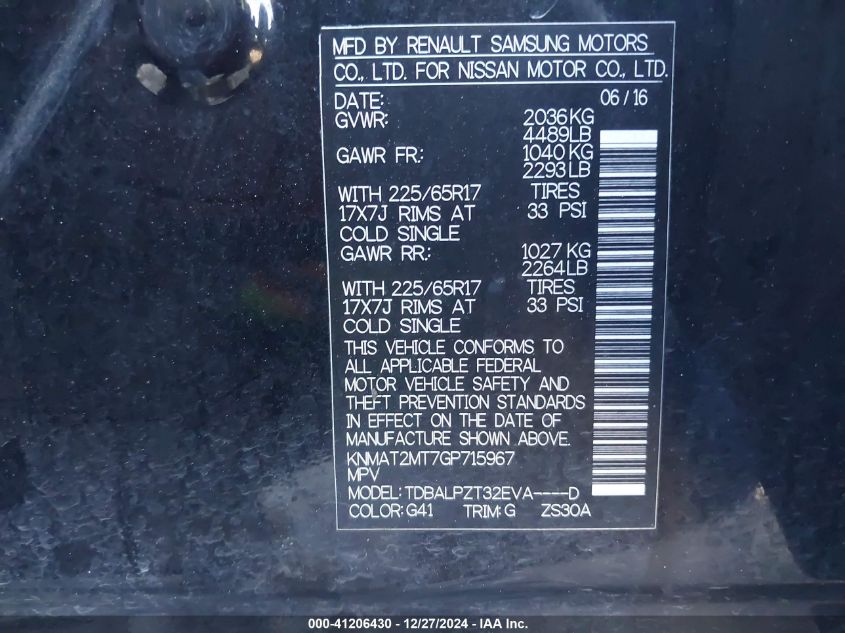 MFD BY RENAULT SAMSUNG MOTORS
CO., LTD. FOR NISSAN MOTOR CO., LTD.
DATE: 06 / 16
GVWR: 2036 KG
4489 LB
GAWR FR: 1040 KG
2293 LB
WITH 225/65R17 TIRES
17X7J RIMS AT 33 PSI
COLD SINGLE
GAWR RR: 1027 KG
2264 LB
WITH 225/65R17 TIRES
17X7J RIMS AT 33 PSI
COLD SINGLE
THIS VEHICLE CONFORMS TO
ALL APPLICABLE FEDERAL
MOTOR VEHICLE SAFETY AND
THEFT PREVENTION STANDARDS
IN EFFECT ON THE DATE OF
MANUFACTURE SHOWN ABOVE.
KNMAT2MT7GP715967
MPV
MODEL: TDBALPZT32EVA----D
COLOR: G41 TRIM: G ZS30A
000-41206430 - 12/27/2024 - IAA Inc.